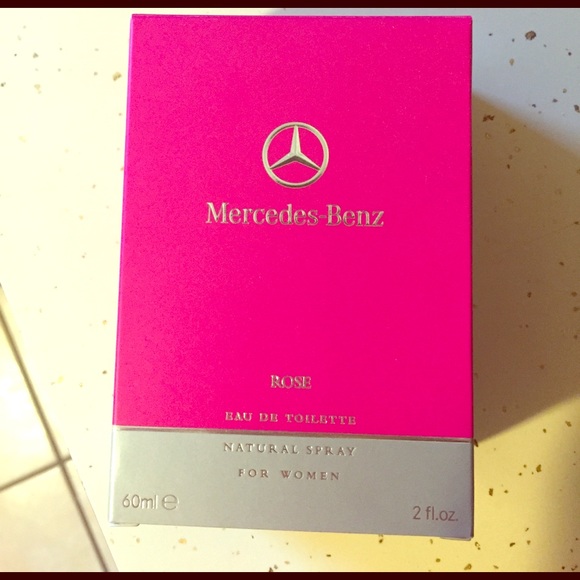 Mercedes-Benz
ROSE
EAU DE TOILETTE
NATURAL SPRAY
FOR WOMEN
60ml ℮ 2 fl.oz.